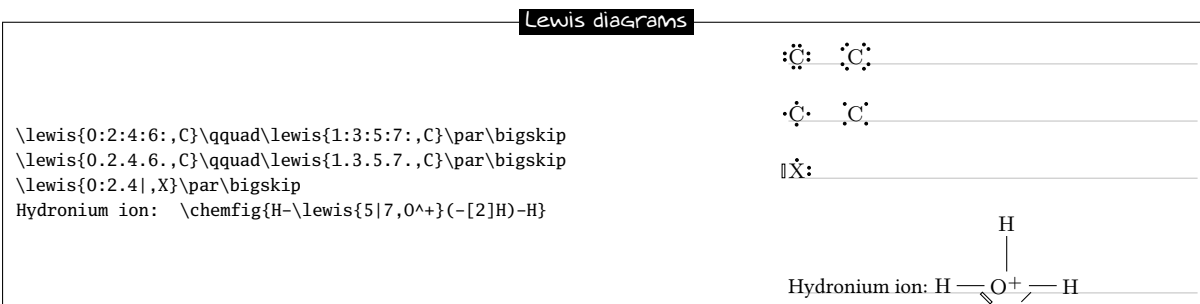 Lewis diagrams
\lewis{0:2:4:6:,C}\qquad\lewis{1:3:5:7:,C}\par\bigskip
\lewis{0.2.4.6.,C}\qquad\lewis{1.3.5.7.,C}\par\bigskip
\lewis{0:2.4|,X}\par\bigskip
Hydronium ion:  \chemfig{H-\lewis{5|7,O^+}(-[2]H)-H}
C C
C C
X
H
Hydronium ion: H O+ H